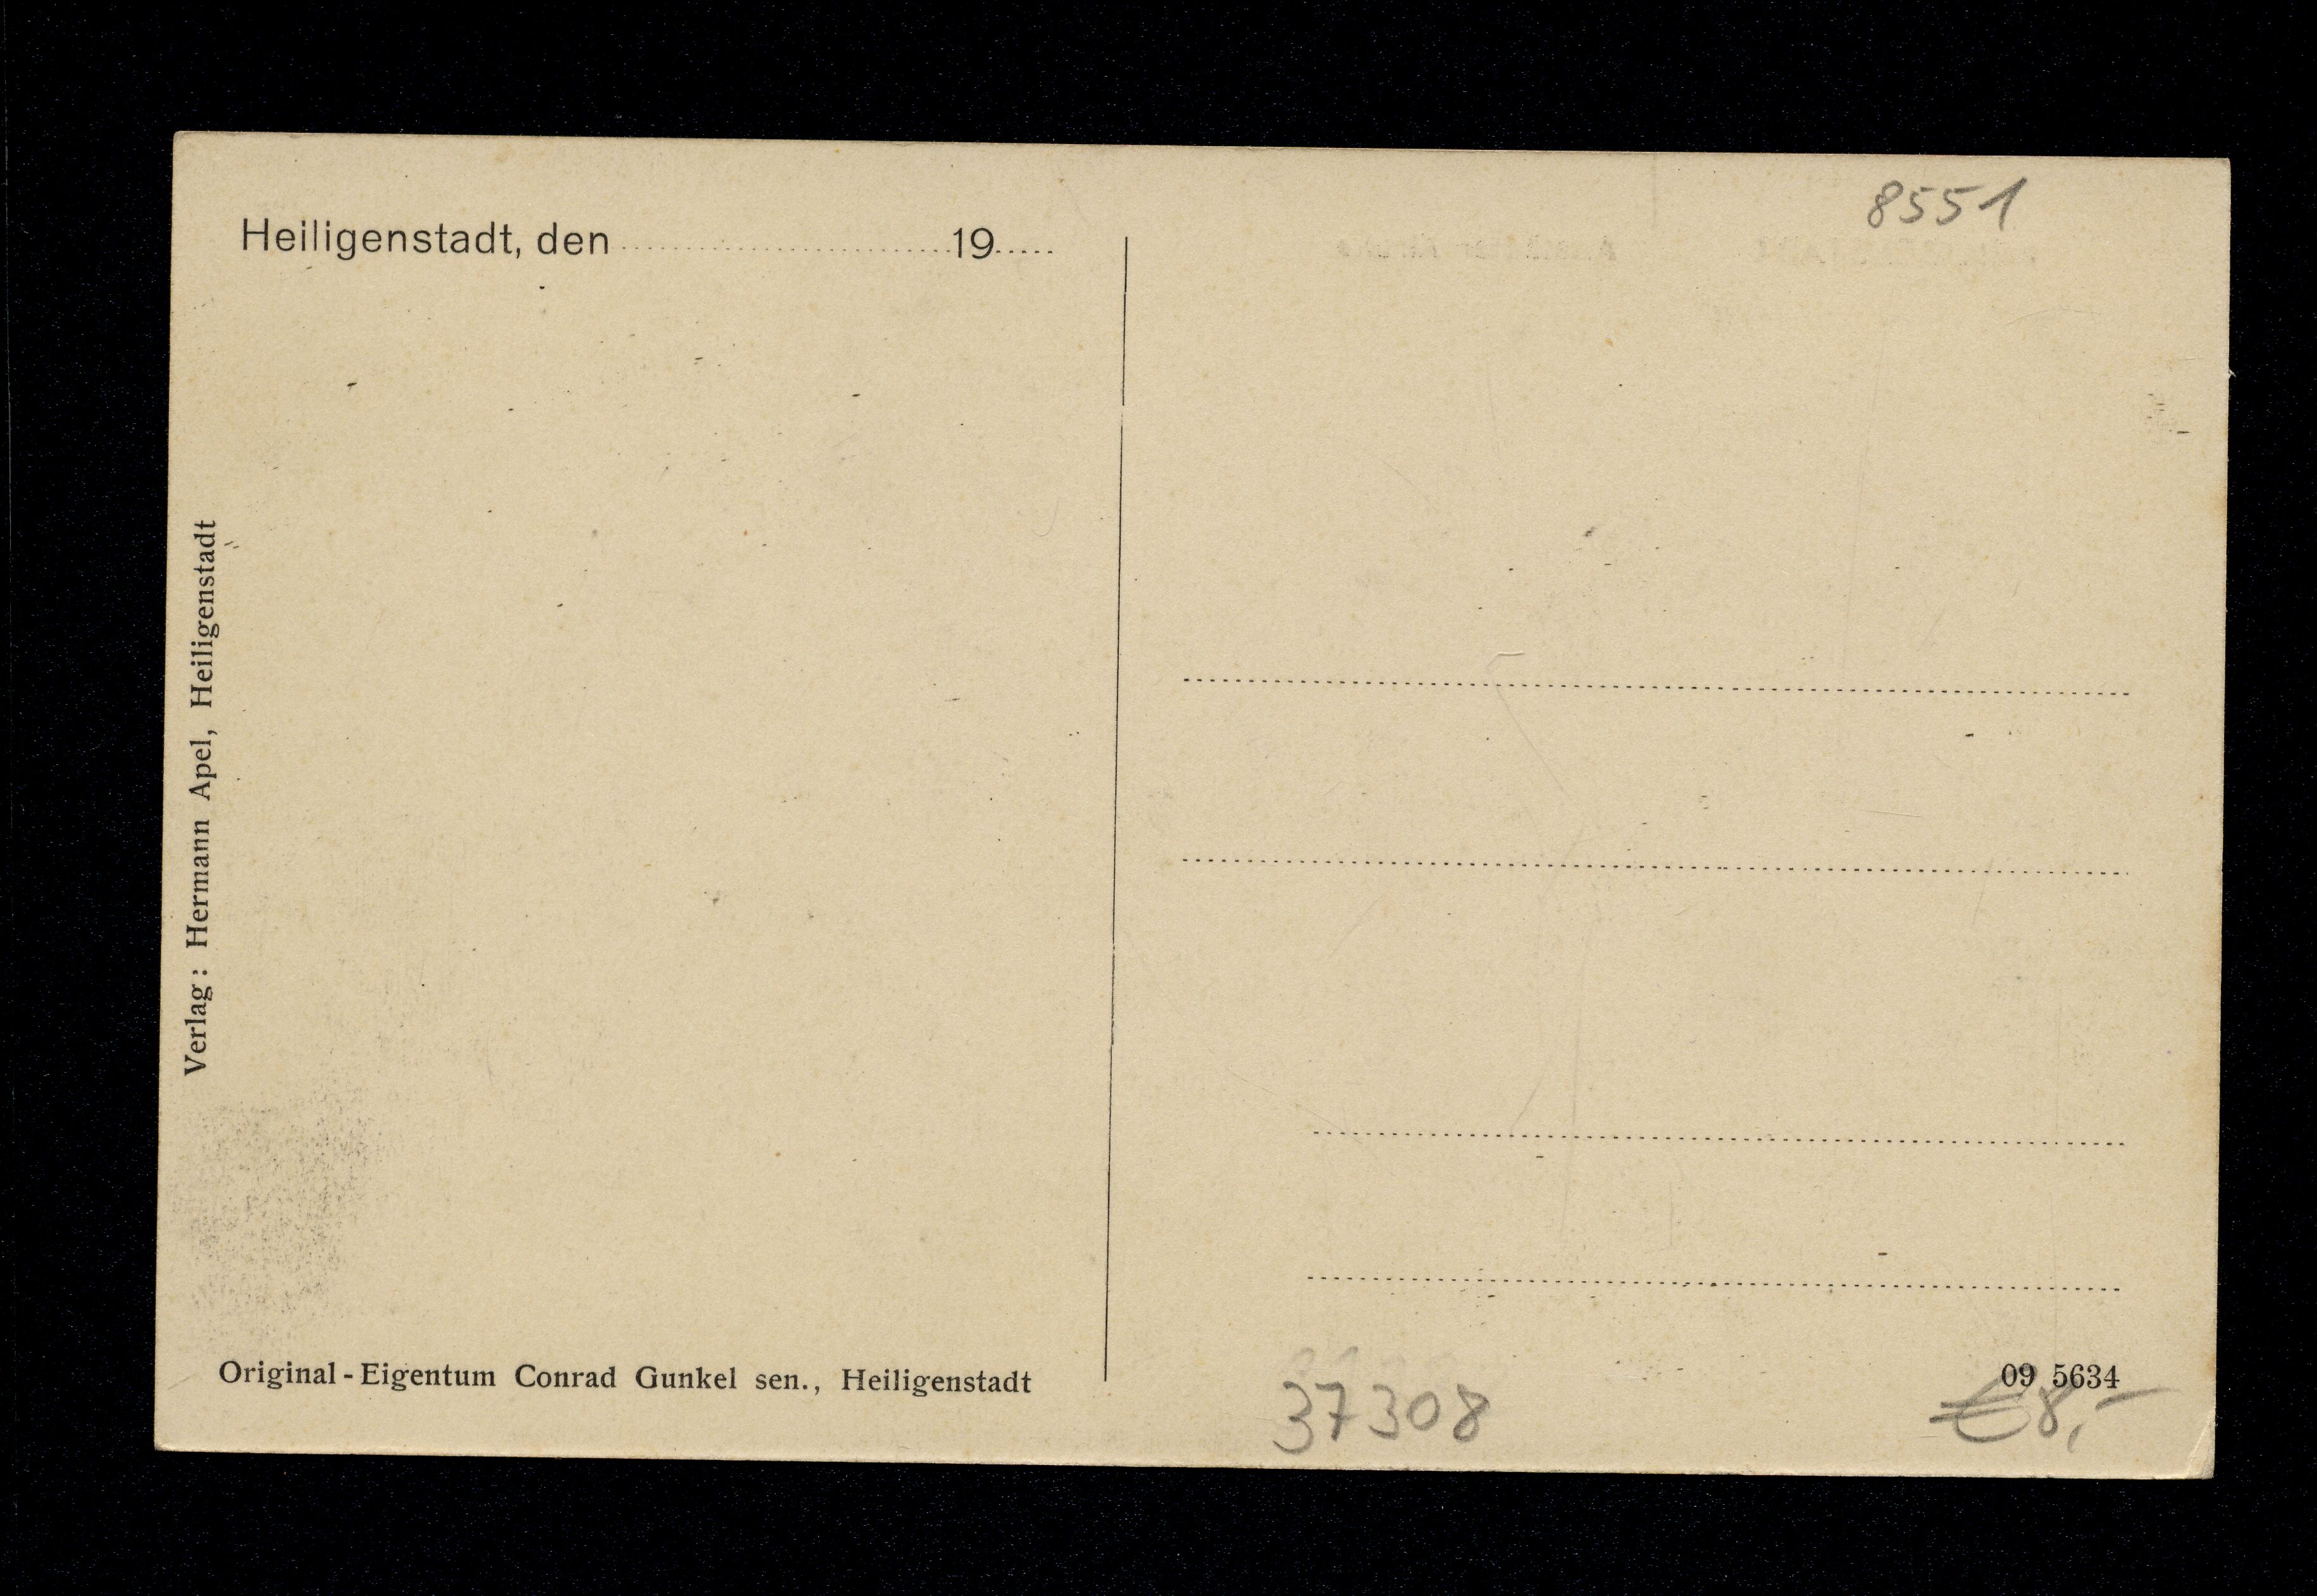 Heiligenstadt, den ........................ 19.....
8551
Verlag: Hermann Apel, Heiligenstadt
Original-Eigentum Conrad Gunkel sen., Heiligenstadt
37308
09 5634
€8,-